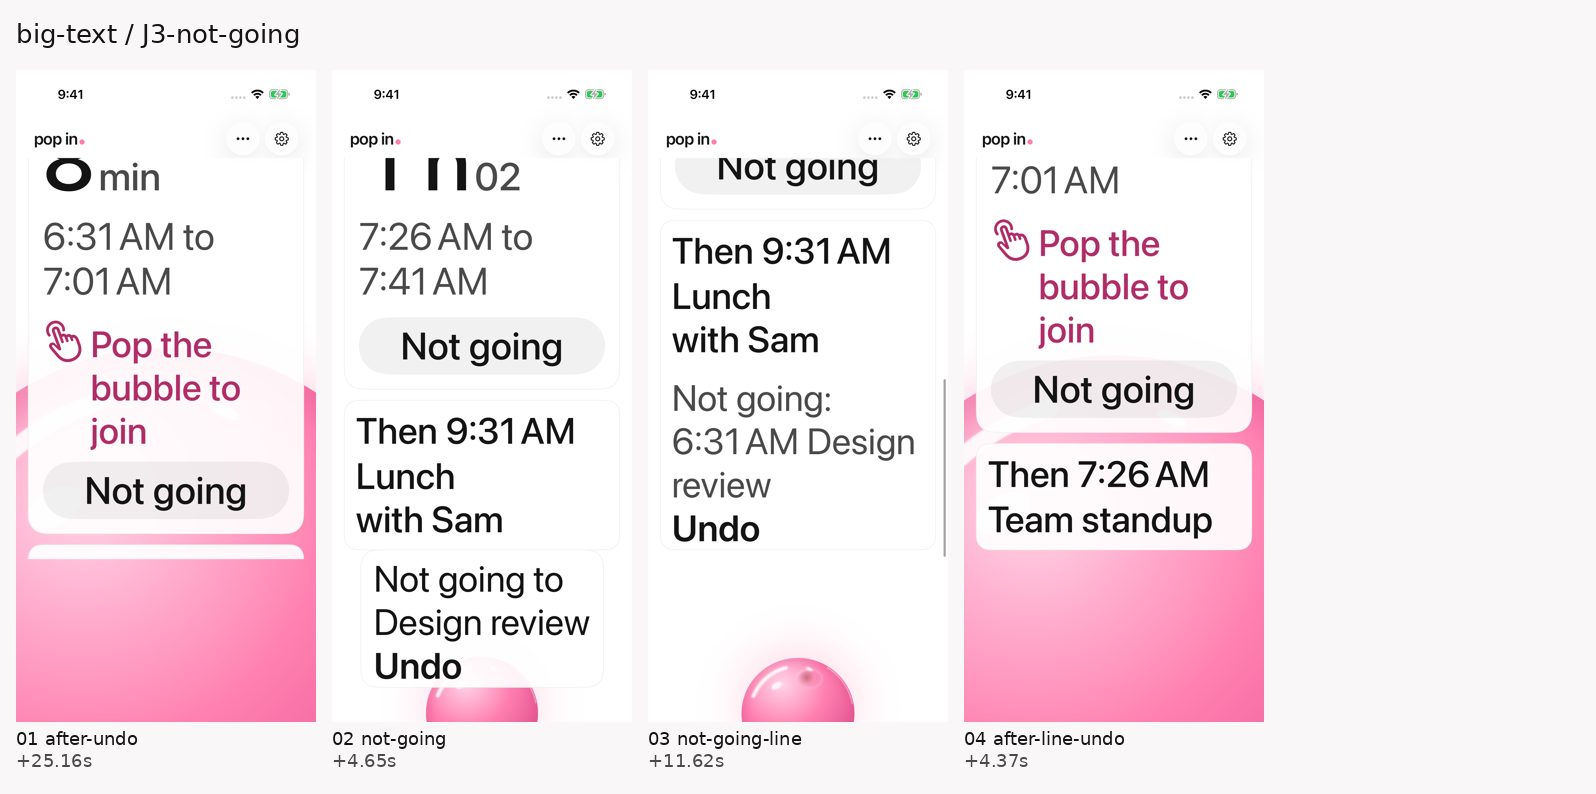 big-text / J3-not-going
9:41
pop in.
8 min
6:31 AM to
7:01 AM
Pop the
bubble to
join
Not going
01 after-undo
+25.16s
9:41
pop in.
02
7:26 AM to
7:41 AM
Not going
Then 9:31 AM
Lunch
with Sam
Not going to
Design review
Undo
02 not-going
+4.65s
9:41
pop in.
Not going
Then 9:31 AM
Lunch
with Sam
Not going:
6:31 AM Design
review
Undo
03 not-going-line
+11.62s
9:41
pop in.
7:01 AM
Pop the
bubble to
join
Not going
Then 7:26 AM
Team standup
04 after-line-undo
+4.37s